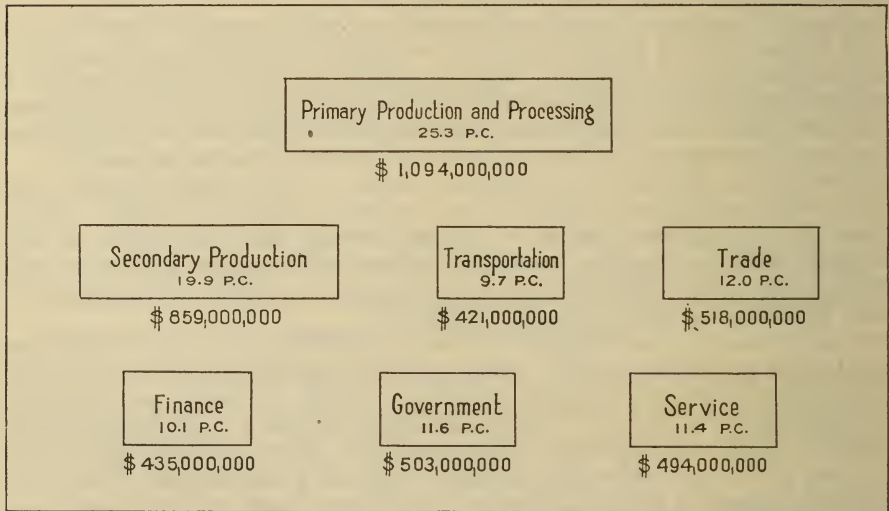 Primary Production and Processing
25.3 P.C.
$ 1,094,000,000
Secondary Production
19.9 P.C.
$ 859,000,000
Transportation
9.7 P.C.
$ 421,000,000
Trade
12.0 P.C.
$ 518,000,000
Finance
10.1 P.C.
$ 435,000,000
Government
11.6 P.C.
$ 503,000,000
Service
11.4 P.C.
$ 494,000,000